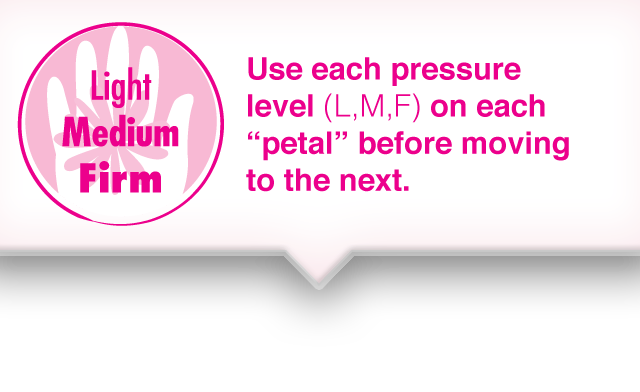 Light
Medium
Firm
Use each pressure
level (L,M,F) on each
“petal” before moving
to the next.